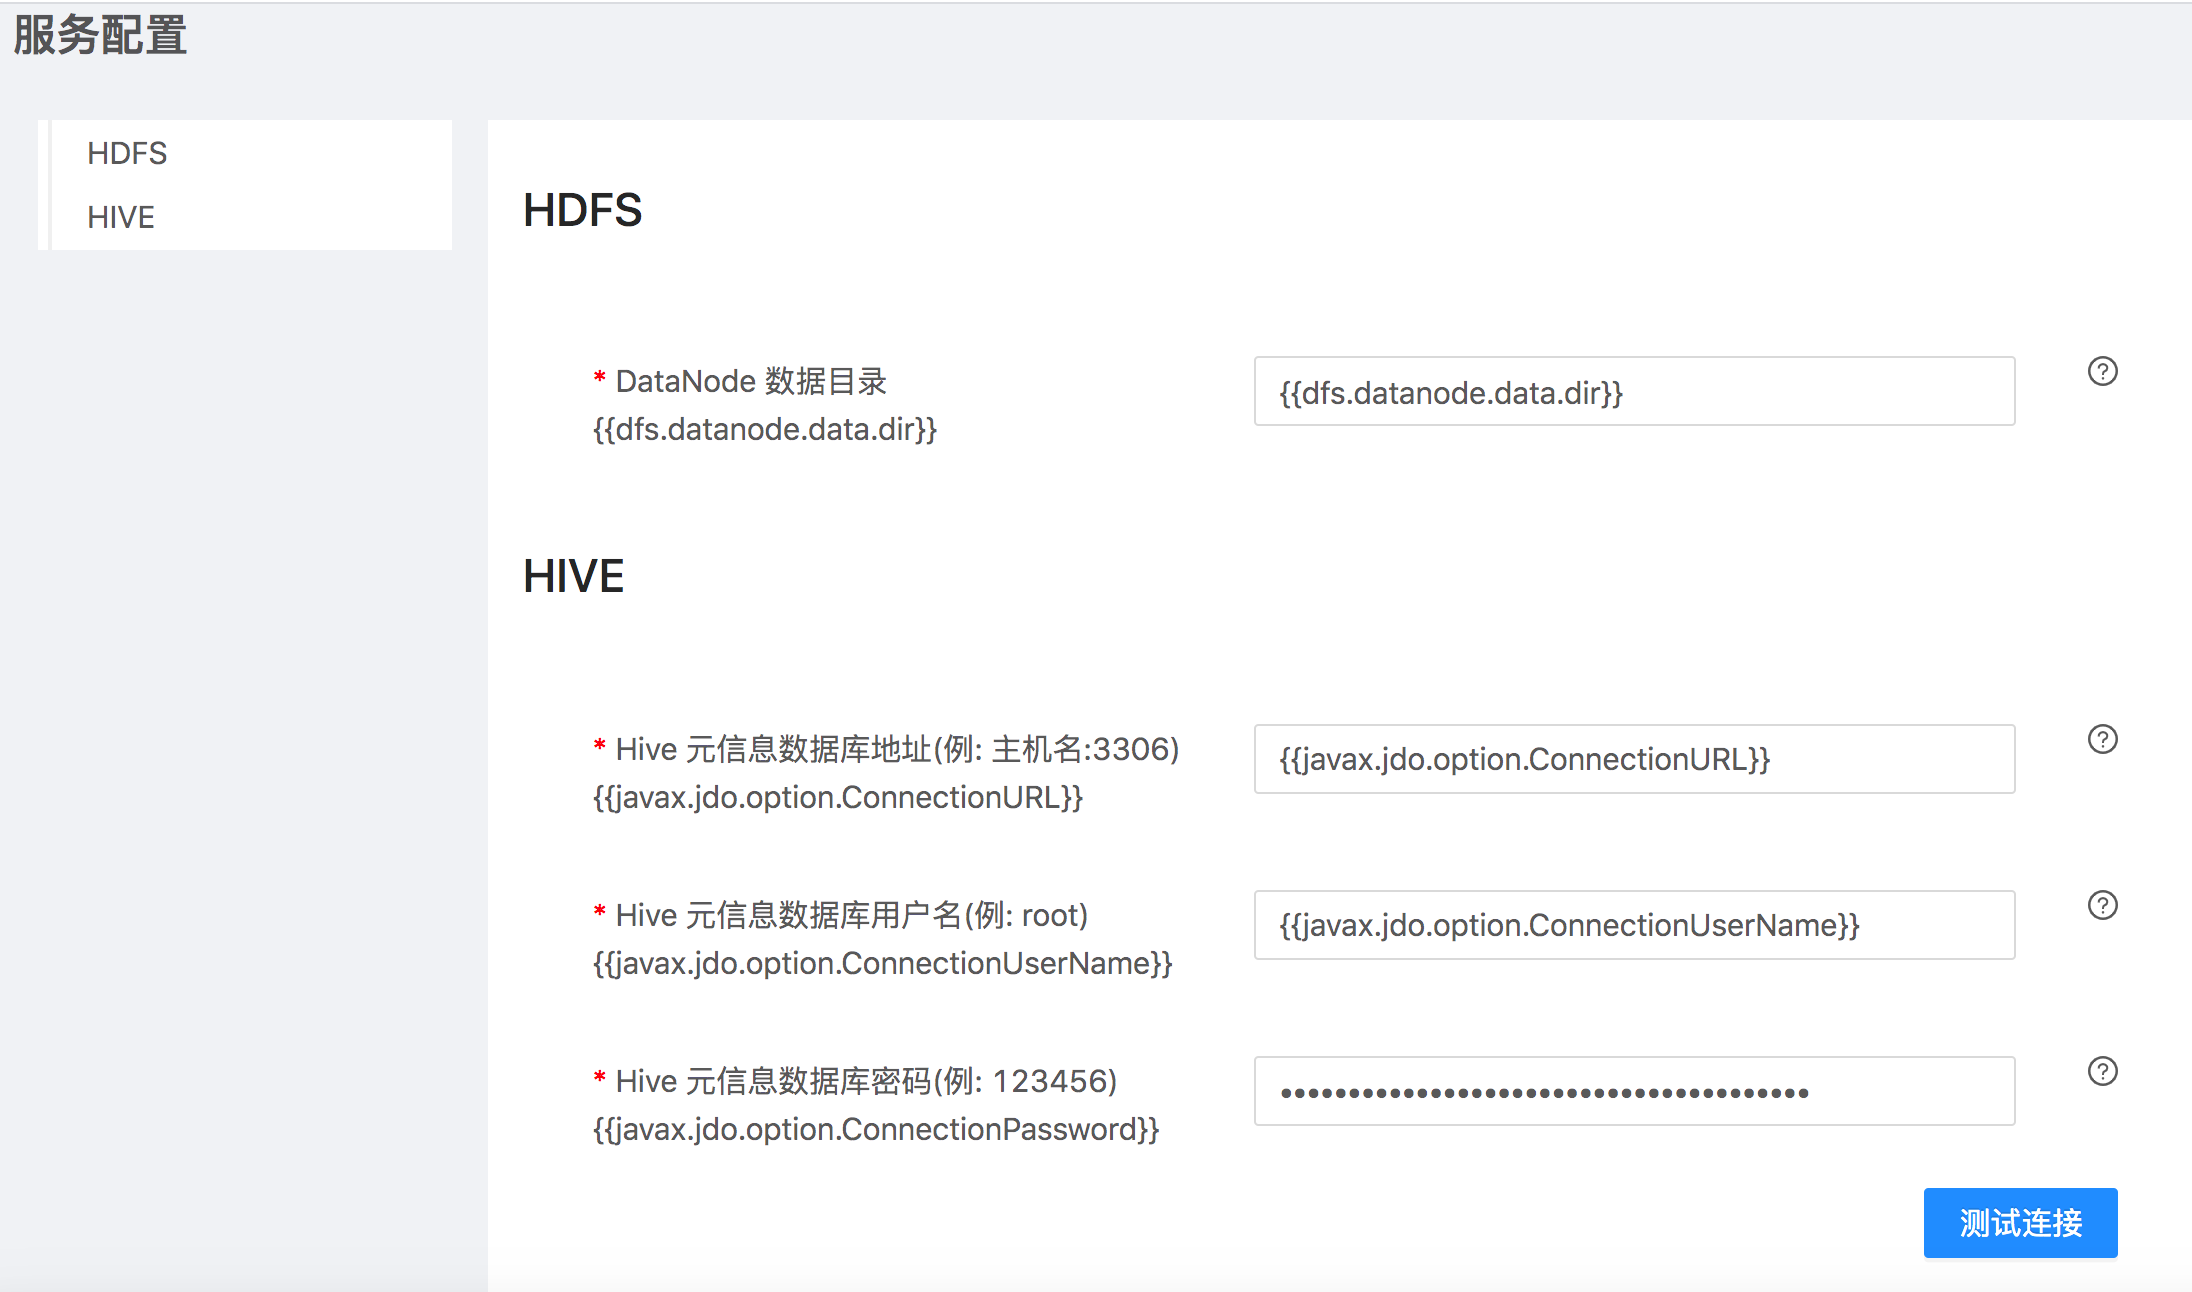 服务配置
HDFS
HIVE
HDFS
* DataNode 数据目录
{{dfs.datanode.data.dir}}
{{dfs.datanode.data.dir}}
HIVE
* Hive 元信息数据库地址(例: 主机名:3306)
{{javax.jdo.option.ConnectionURL}}
{{javax.jdo.option.ConnectionURL}}
* Hive 元信息数据库用户名(例: root)
{{javax.jdo.option.ConnectionUserName}}
{{javax.jdo.option.ConnectionUserName}}
* Hive 元信息数据库密码(例: 123456)
{{javax.jdo.option.ConnectionPassword}}
•••••••••••••••••••••••••••••••••••••••
测试连接